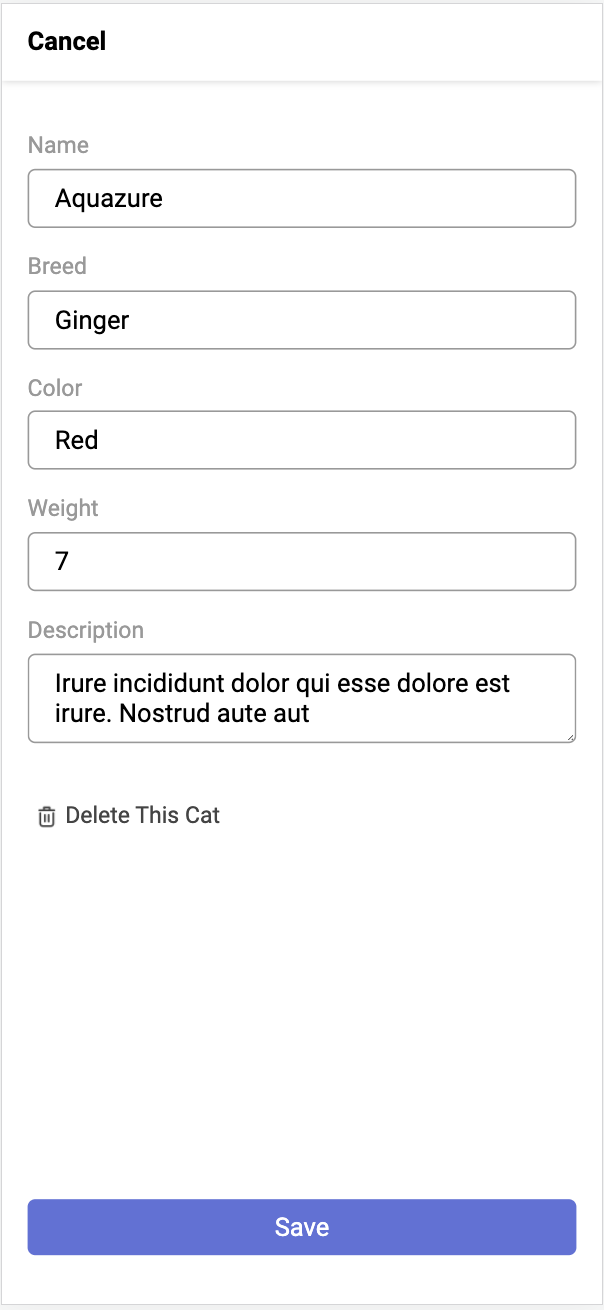 Cancel
Name
Aquazure
Breed
Ginger
Color
Red
Weight
7
Description
Irure incididunt dolor qui esse dolore est
irure. Nostrud aute aut
Delete This Cat
Save